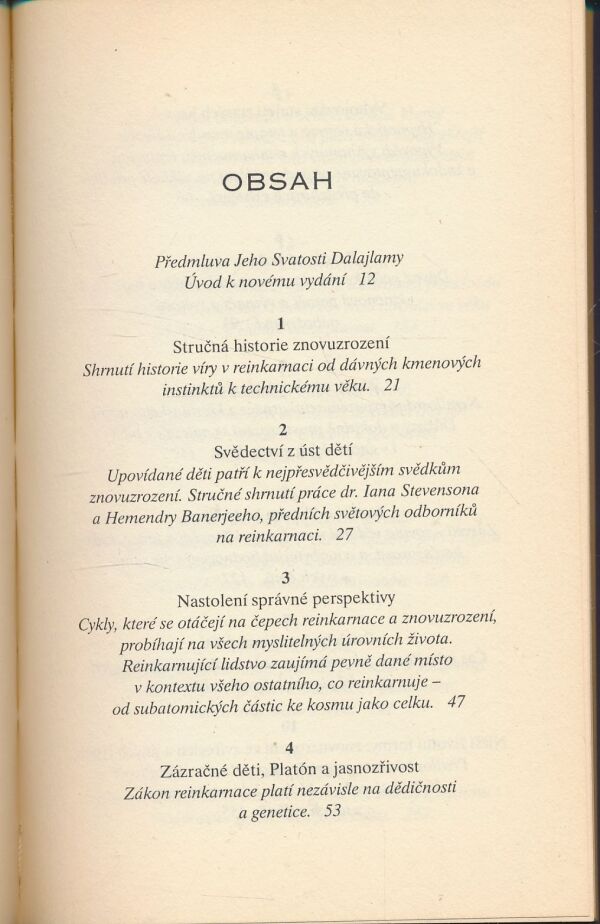 OBSAH
Předmluva Jeho Svatosti Dalajlamy
Úvod k novému vydání 12
1
Stručná historie znovuzrození
Shrnutí historie víry v reinkarnaci od dávných kmenových
instinktů k technickému věku. 21
2
Svědectví z úst dětí
Upovídané děti patří k nejpřesvědčivějším svědkům
znovuzrození. Stručné shrnutí práce dr. Iana Stevensona
a Hemendry Banerjeeho, předních světových odborníků
na reinkarnaci. 27
3
Nastolení správné perspektivy
Cykly, které se otáčejí na čepech reinkarnace a znovuzrození,
probíhají na všech myslitelných úrovních života.
Reinkarnující lidstvo zaujímá pevně dané místo
v kontextu všeho ostatního, co reinkarnuje –
od subatomických částic ke kosmu jako celku. 47
4
Zázračné děti, Platón a jasnozřivost
Zákon reinkarnace platí nezávisle na dědičnosti
a genetice. 53